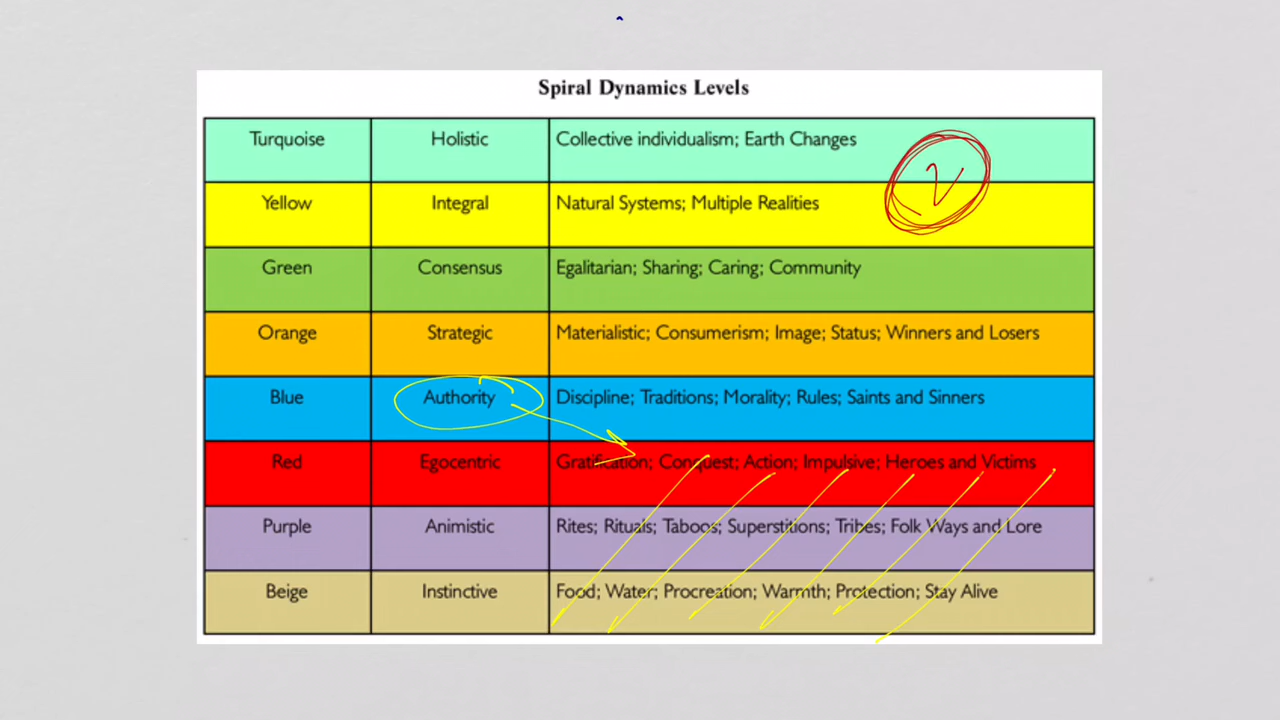 Spiral Dynamics Levels
Turquoise Holistic Collective individualism; Earth Changes
2
Yellow Integral Natural Systems; Multiple Realities
Green Consensus Egalitarian; Sharing; Caring; Community
Orange Strategic Materialistic; Consumerism; Image; Status; Winners and Losers
Blue Authority Discipline; Traditions; Morality; Rules; Saints and Sinners
Red Egocentric Gratification; Conquest; Action; Impulsive; Heroes and Victims
Purple Animistic Rites; Rituals; Taboos; Superstitions; Tribes; Folk Ways and Lore
Beige Instinctive Food; Water; Procreation; Warmth; Protection; Stay Alive